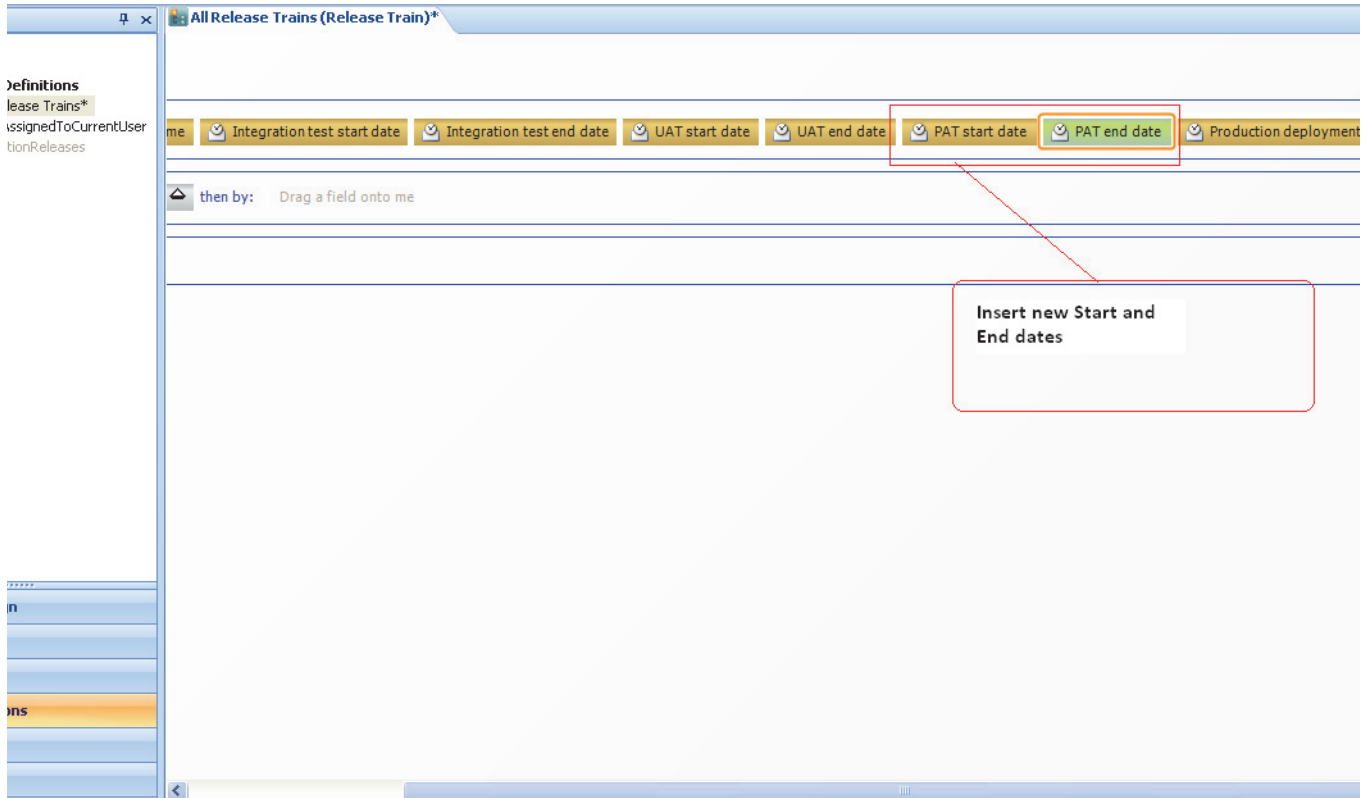 All Release Trains (Release Train)*
Definitions
lease Trains*
AssignedToCurrentUser
tionReleases
me Integration test start date Integration test end date UAT start date UAT end date PAT start date PAT end date Production deployment
then by: Drag a field onto me
Insert new Start and
End dates
gn
ons